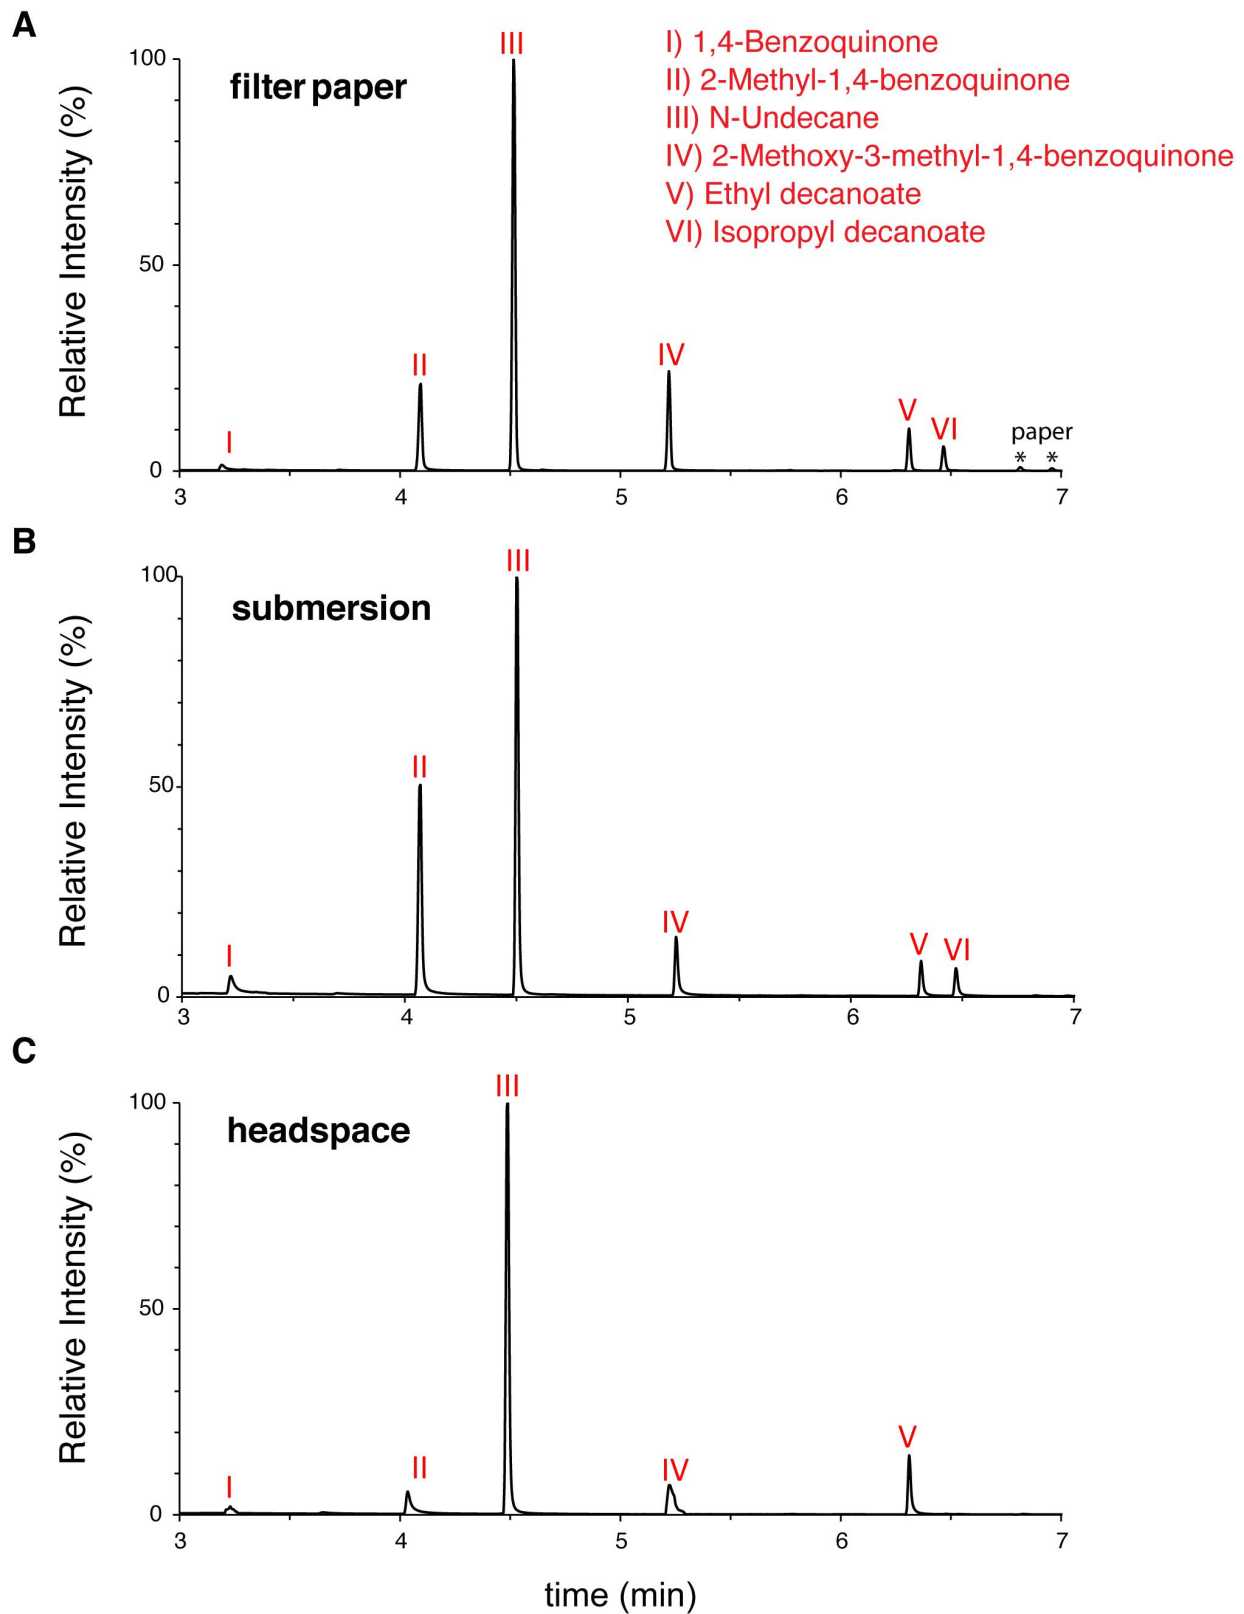 A
filter paper
I) 1,4-Benzoquinone
II) 2-Methyl-1,4-benzoquinone
III) N-Undecane
IV) 2-Methoxy-3-methyl-1,4-benzoquinone
V) Ethyl decanoate
VI) Isopropyl decanoate
Relative Intensity (%)
100
50
0
I
II
III
IV
V
VI
paper
* *
3 4 5 6 7
B
submersion
Relative Intensity (%)
100
50
0
I
II
III
IV
V
VI
3 4 5 6 7
C
headspace
Relative Intensity (%)
100
50
0
I
II
III
IV
V
3 4 5 6 7
time (min)